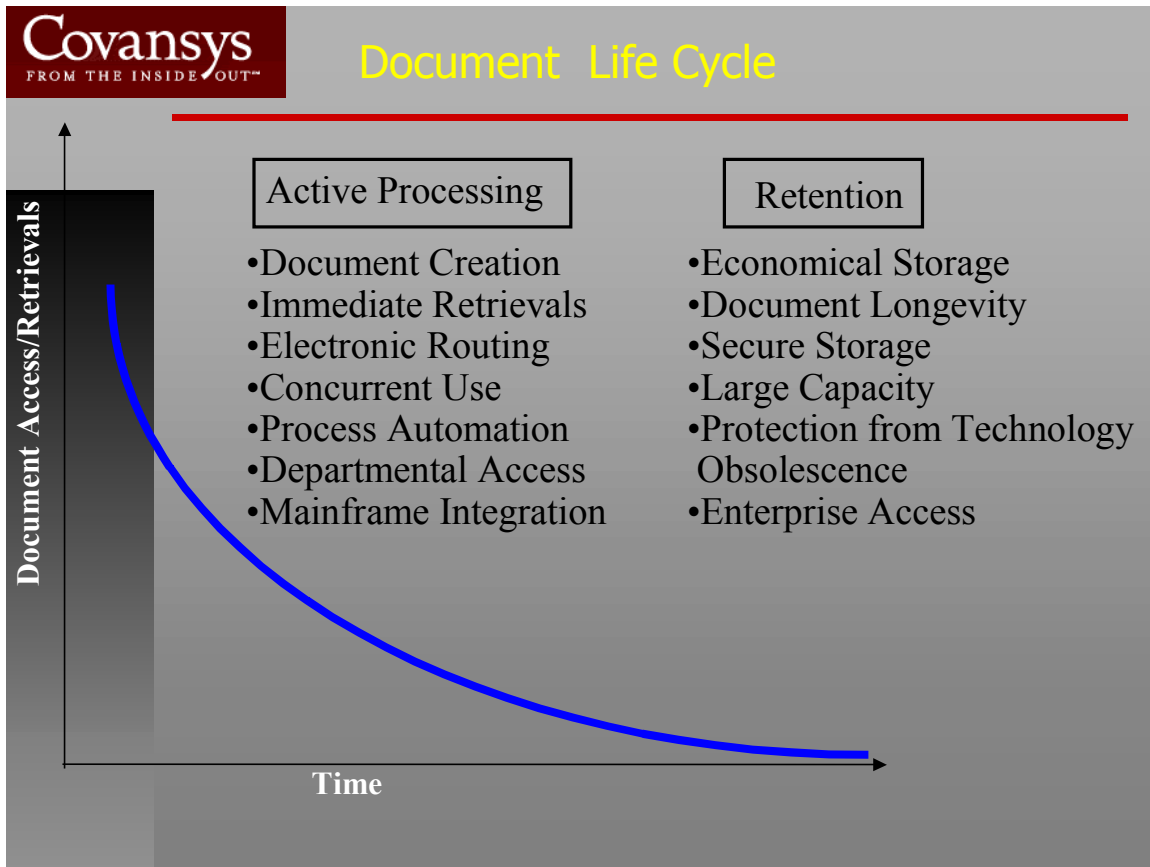 Covansys
FROM THE INSIDE OUT℠
Document Life Cycle
Document Access/Retrievals
Active Processing
•Document Creation
•Immediate Retrievals
•Electronic Routing
•Concurrent Use
•Process Automation
•Departmental Access
•Mainframe Integration
Retention
•Economical Storage
•Document Longevity
•Secure Storage
•Large Capacity
•Protection from Technology
Obsolescence
•Enterprise Access
Time